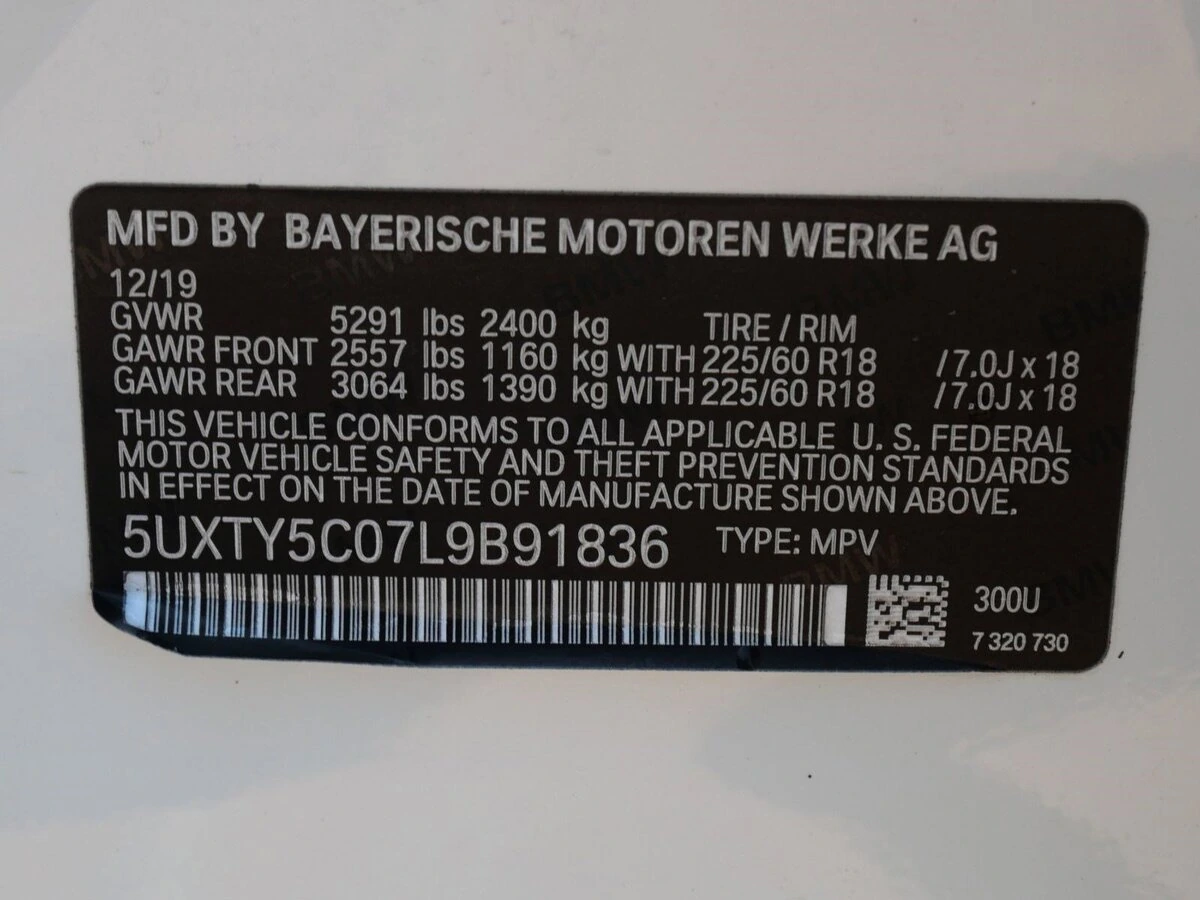 MFD BY BAYERISCHE MOTOREN WERKE AG
12/19
GVWR 5291 lbs 2400 kg TIRE / RIM
GAWR FRONT 2557 lbs 1160 kg WITH 225/60 R18 / 7.0J x 18
GAWR REAR 3064 lbs 1390 kg WITH 225/60 R18 / 7.0J x 18
THIS VEHICLE CONFORMS TO ALL APPLICABLE U. S. FEDERAL
MOTOR VEHICLE SAFETY AND THEFT PREVENTION STANDARDS
IN EFFECT ON THE DATE OF MANUFACTURE SHOWN ABOVE.
5UXTY5C07L9B91836 TYPE: MPV
300U
7 320 730